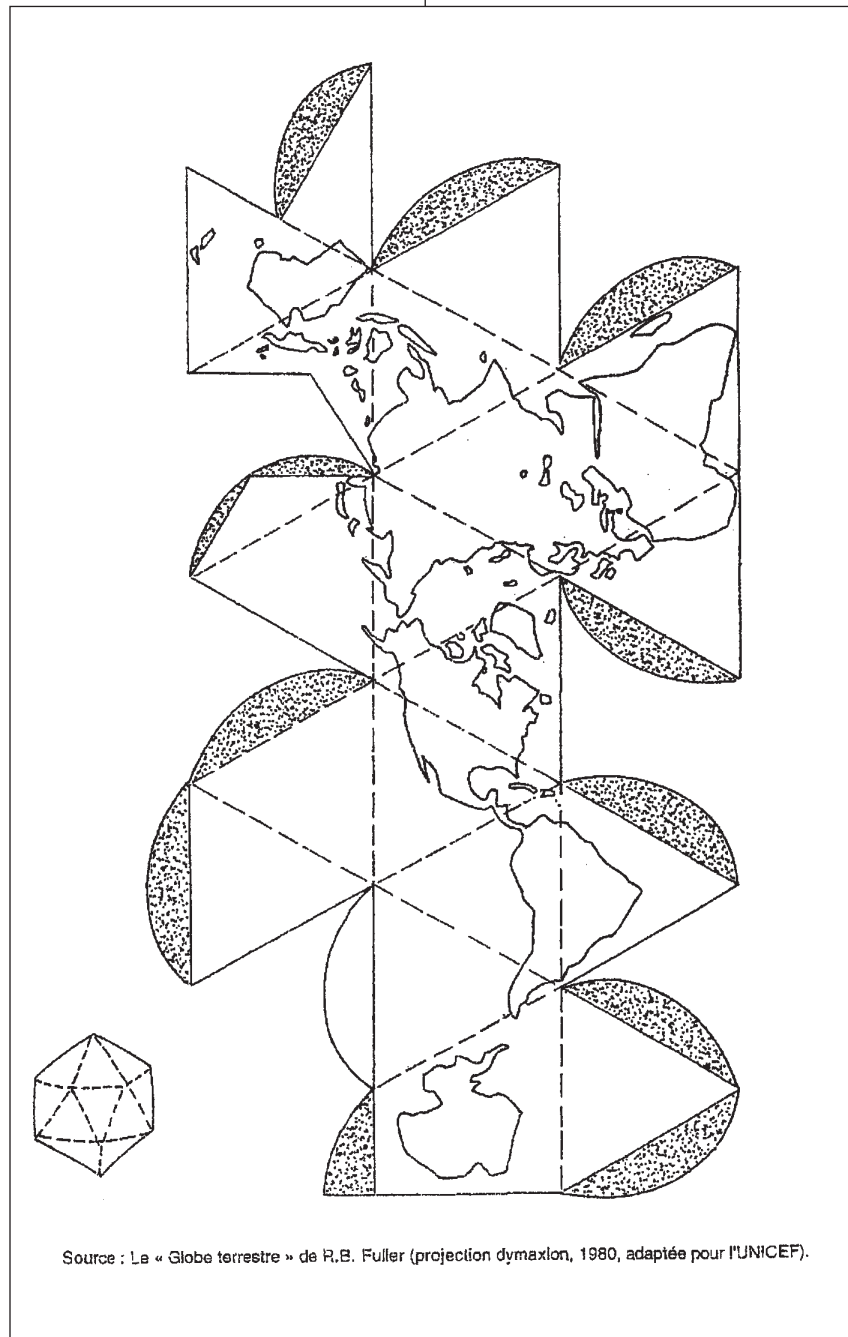 Source : Le « Globe terrestre » de R.B. Fuller (projection dymaxion, 1980, adaptée pour l'UNICEF).